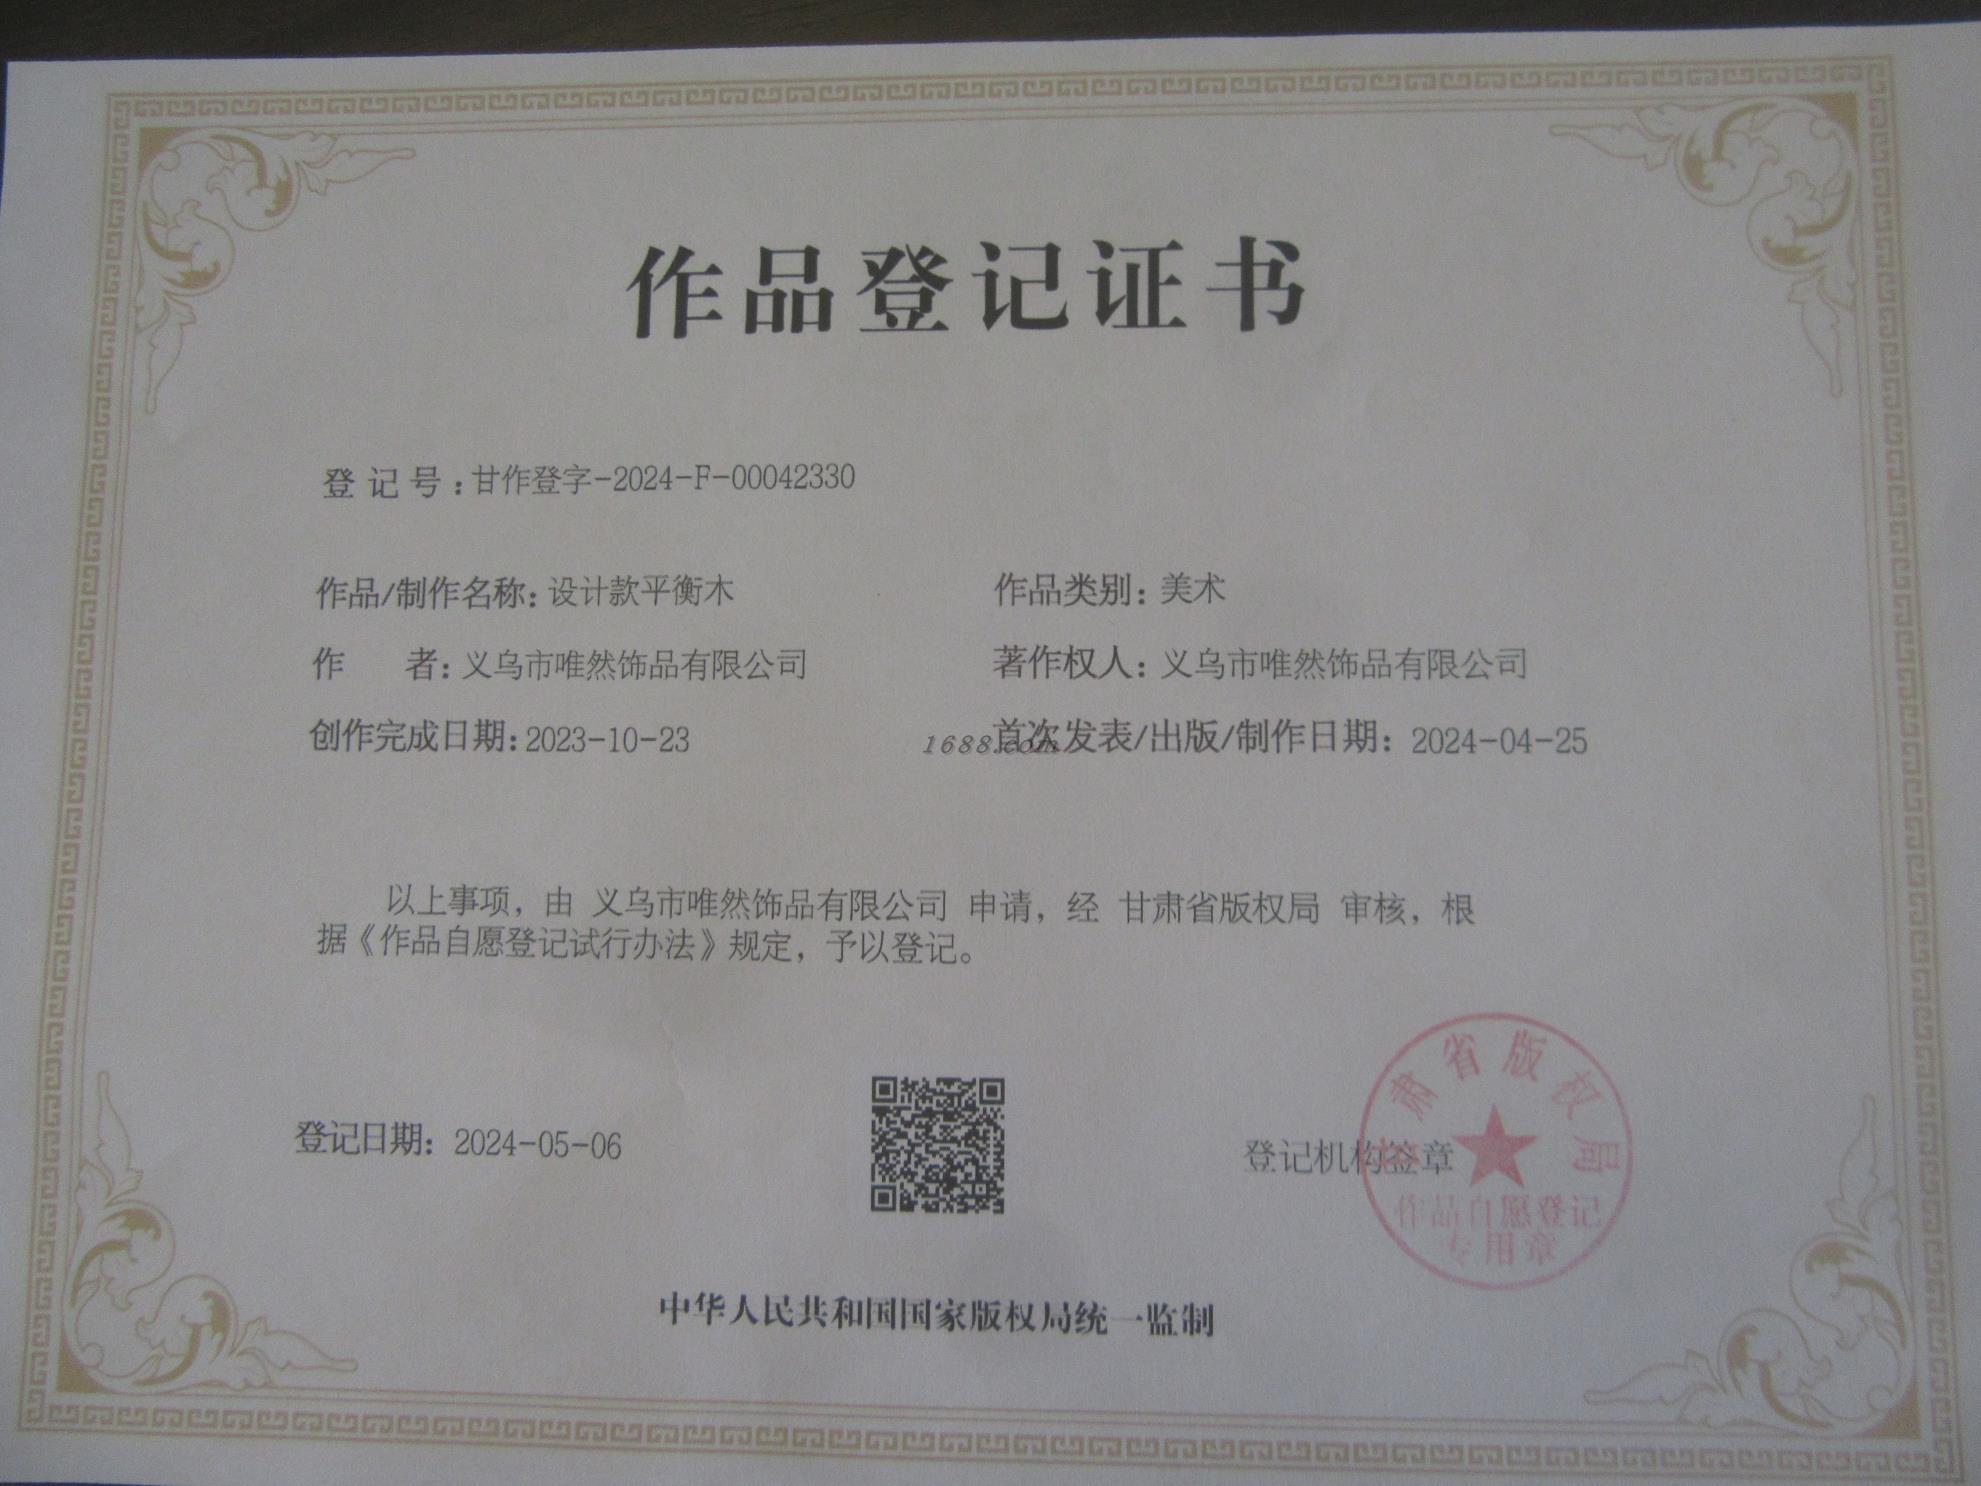 作品登记证书
登记号:甘作登字-2024-F-00042330
作品/制作名称:设计款平衡木 作品类别:美术
作 者:义乌市唯然饰品有限公司 著作权人:义乌市唯然饰品有限公司
创作完成日期:2023-10-23 首次发表/出版/制作日期:2024-04-25
1688.com
以上事项,由 义乌市唯然饰品有限公司 申请,经 甘肃省版权局 审核,根
据《作品自愿登记试行办法》规定,予以登记。
登记日期:2024-05-06
登记机构签章
肃省版权局
作品自愿登记
专用章
中华人民共和国国家版权局统一监制